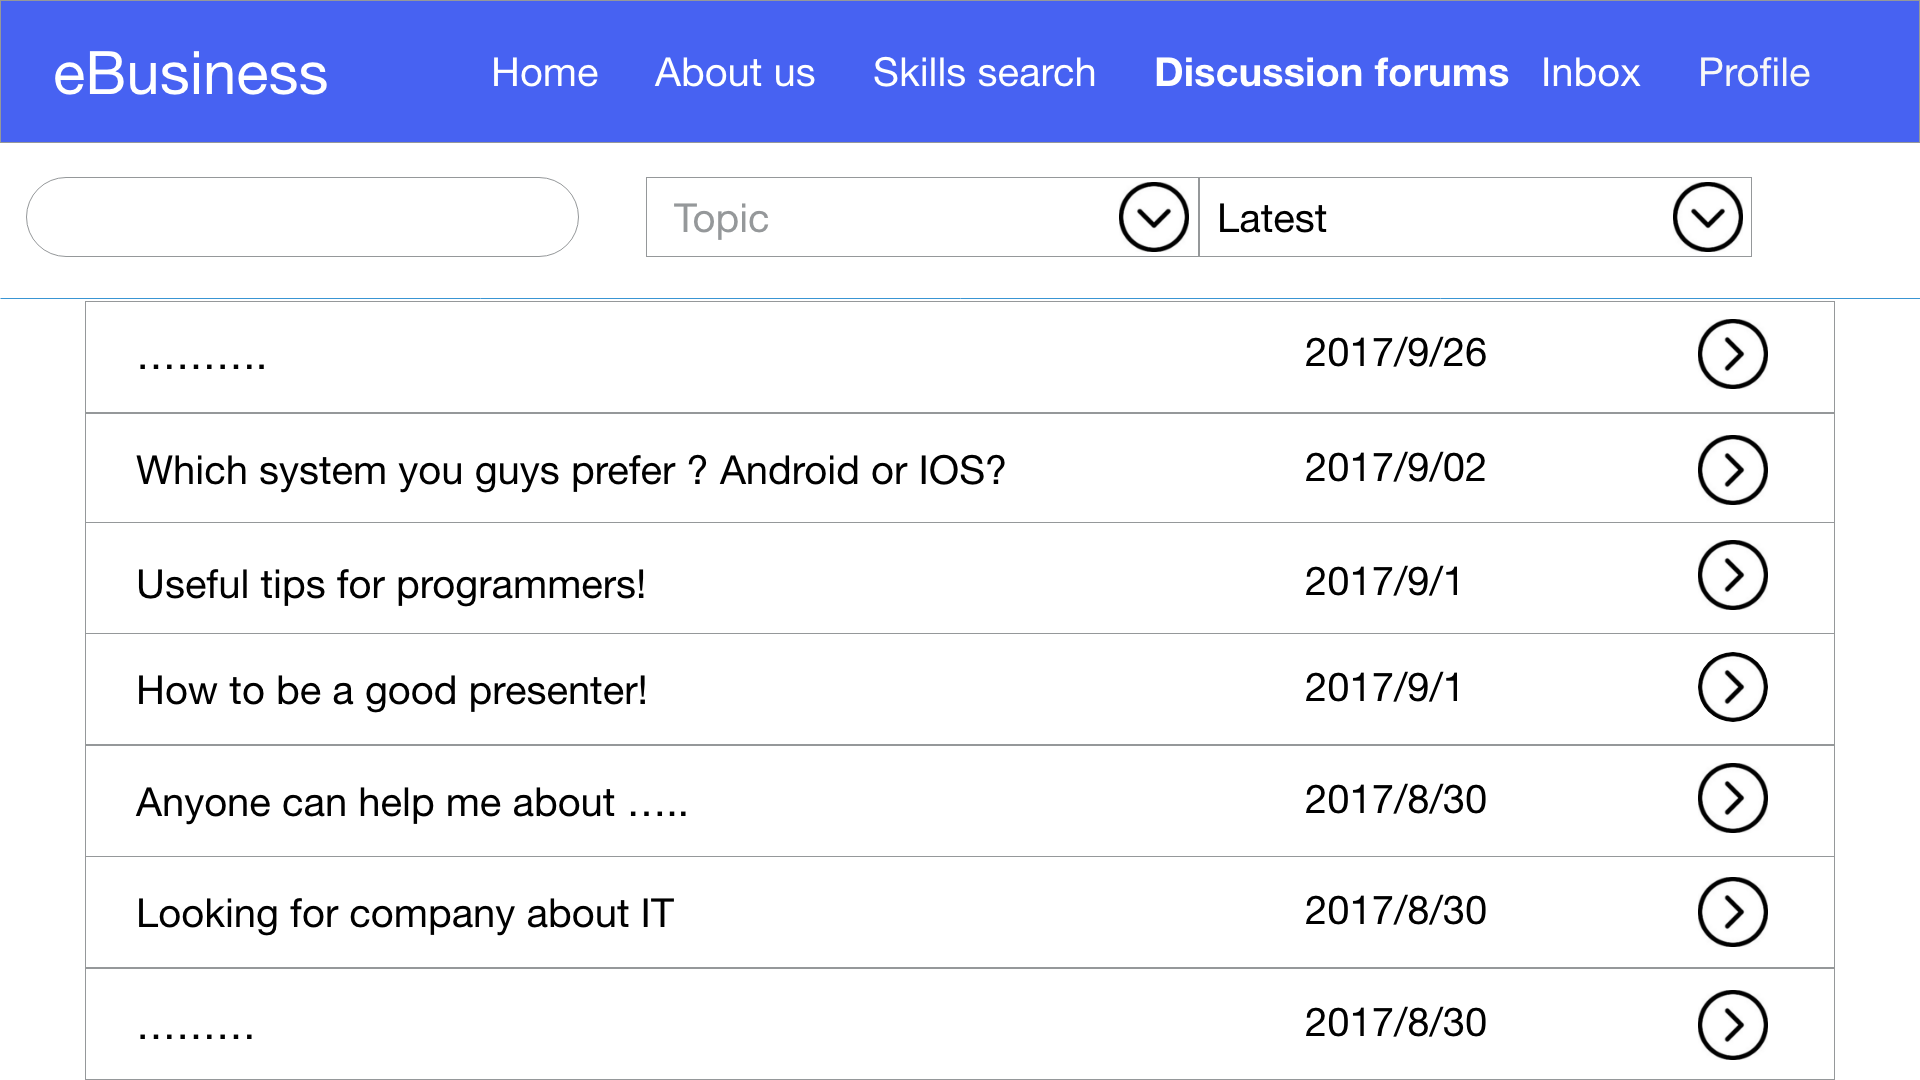 eBusiness Home About us Skills search Discussion forums Inbox Profile
Topic Latest
.......... 2017/9/26
Which system you guys prefer ? Android or IOS? 2017/9/02
Useful tips for programmers! 2017/9/1
How to be a good presenter! 2017/9/1
Anyone can help me about ..... 2017/8/30
Looking for company about IT 2017/8/30
......... 2017/8/30